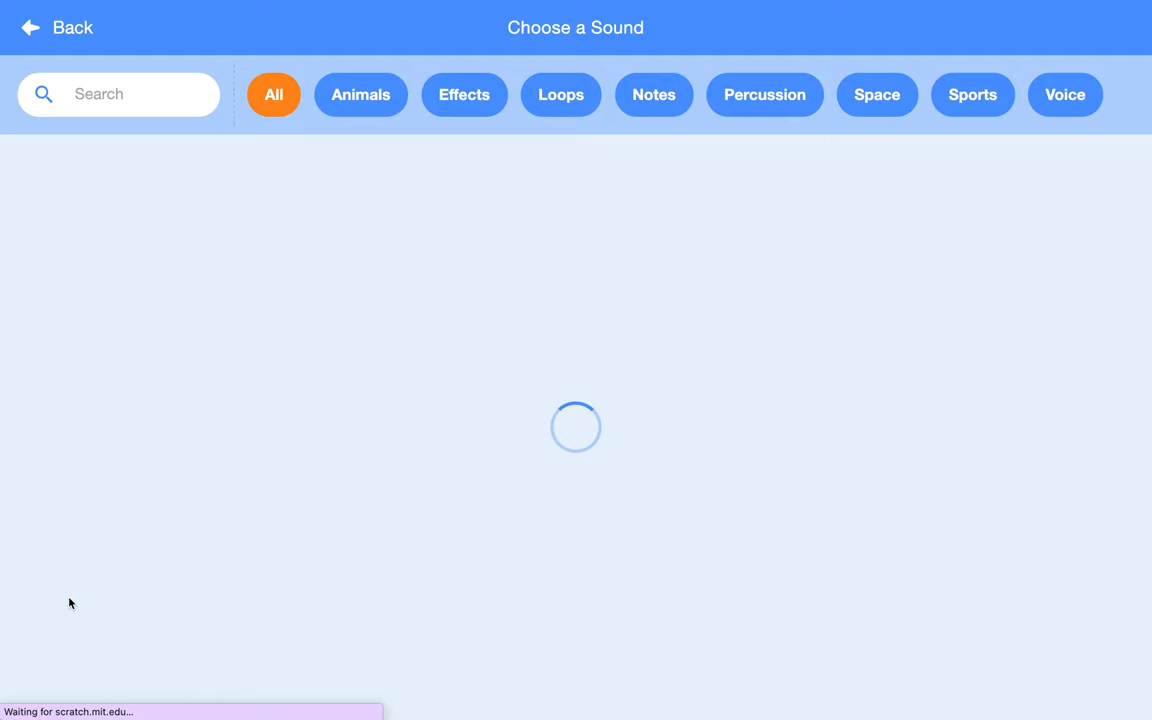 Back
Choose a Sound
Search
All Animals Effects Loops Notes Percussion Space Sports Voice
Waiting for scratch.mit.edu...